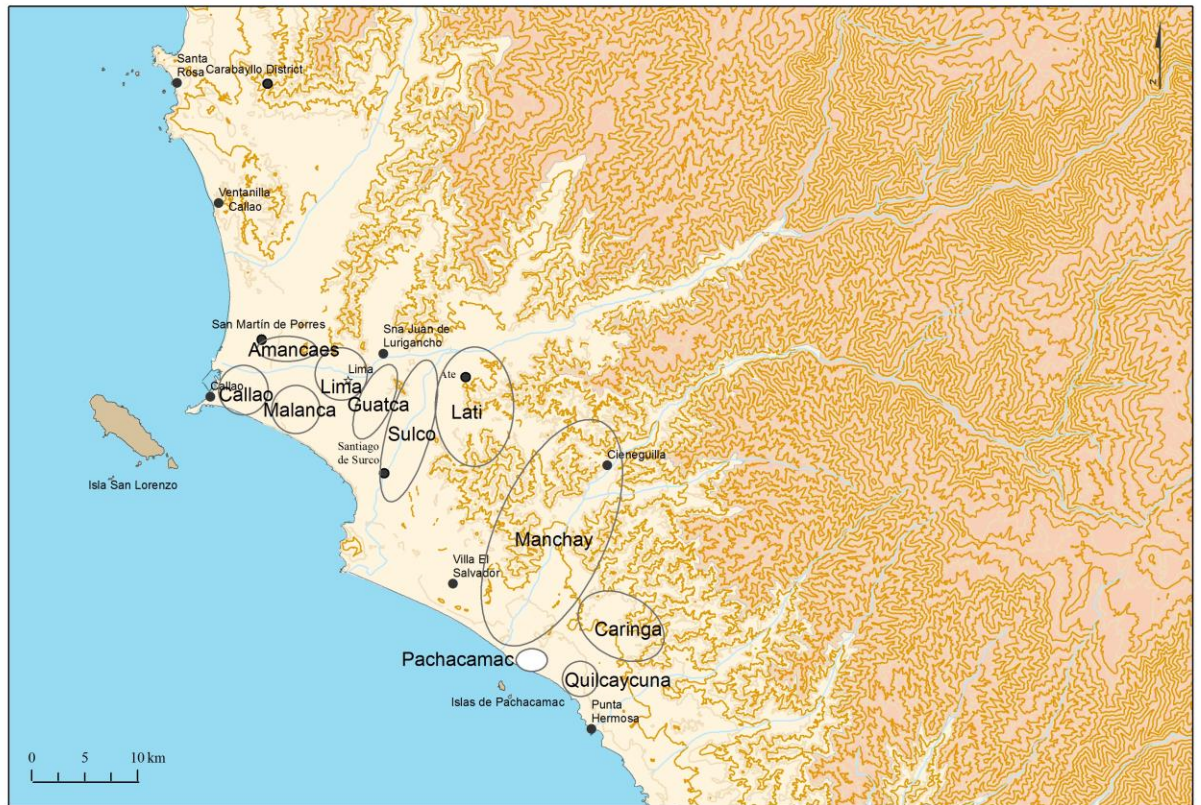 N
Santa
Rosa
Carabayllo District
Ventanilla
Callao
San Martín de Porres
Sna Juan de
Lurigancho
Amancaes
Lima
Lima
Ate
Callao
Callao
Malanca
Guatca
Lati
Sulco
Santiago
de Surco
Cieneguilla
Isla San Lorenzo
Manchay
Villa El
Salvador
Caringa
Pachacamac
Quilcaycuna
Islas de Pachacamac
Punta
Hermosa
0 5 10 km